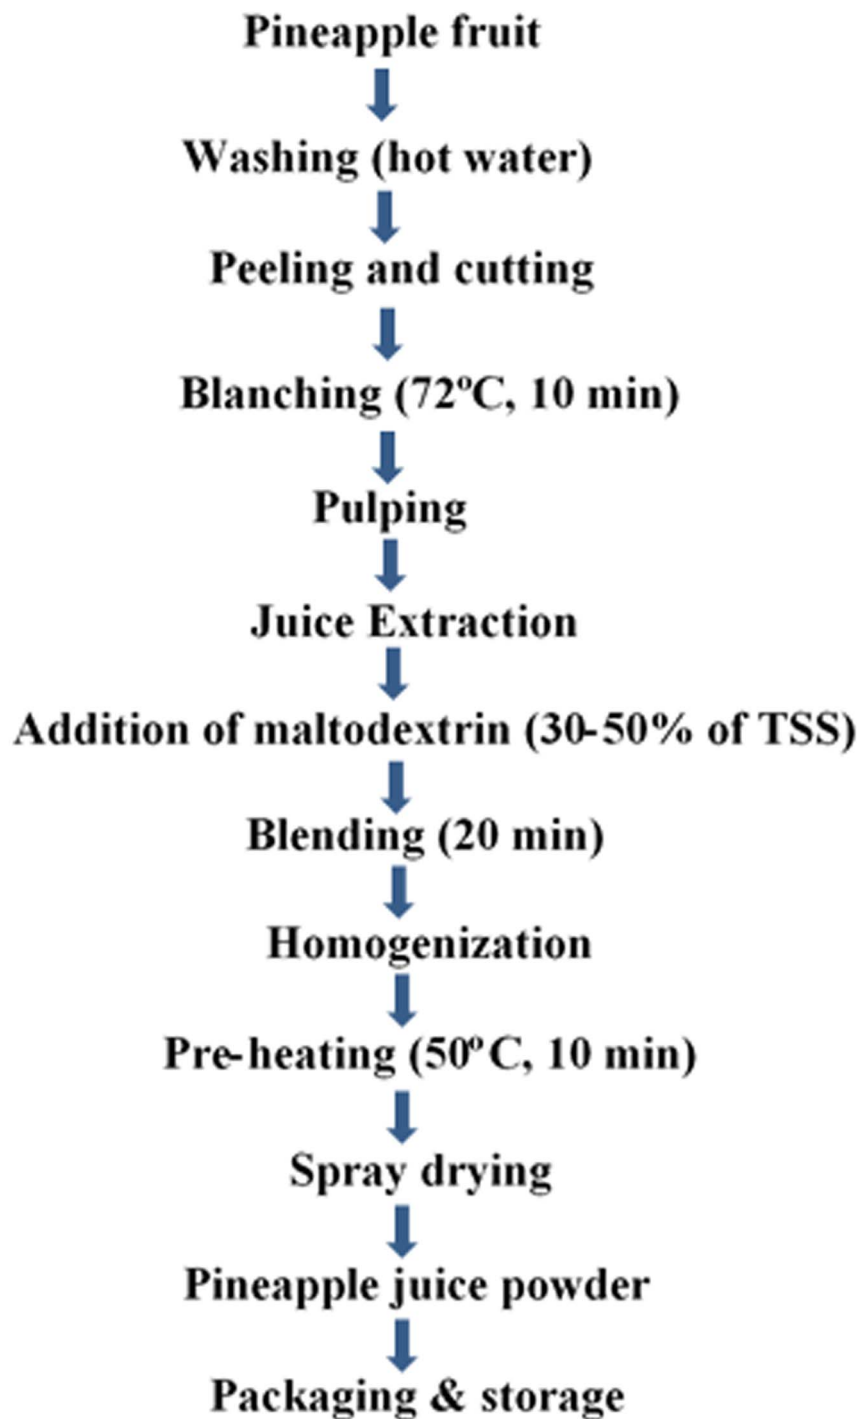 Pineapple fruit
Washing (hot water)
Peeling and cutting
Blanching (72ºC, 10 min)
Pulping
Juice Extraction
Addition of maltodextrin (30-50% of TSS)
Blending (20 min)
Homogenization
Pre-heating (50ºC, 10 min)
Spray drying
Pineapple juice powder
Packaging & storage